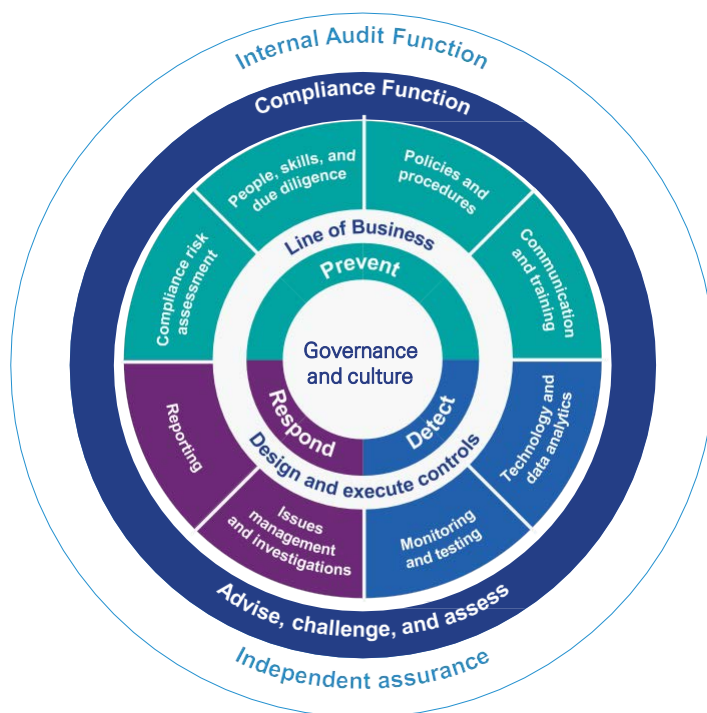 Internal Audit Function
Compliance Function
People, skills, and
due diligence
Policies and
procedures
Compliance risk
assessment
Line of Business
Communication
and training
Prevent
Governance
and culture
Respond
Detect
Reporting
Technology and
data analytics
Design and execute controls
Issues
management
and investigations
Monitoring
and testing
Advise, challenge, and assess
Independent assurance